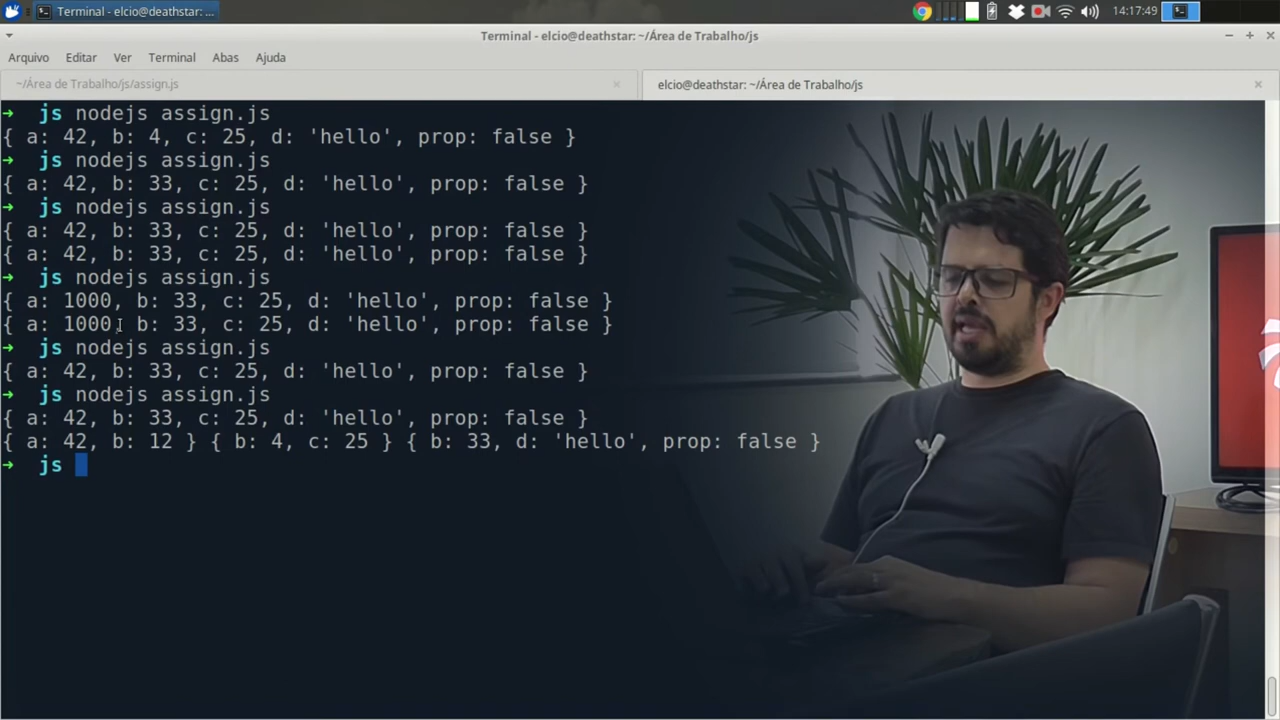 Terminal - elcio@deathstar: ...
14:17:49
Terminal - elcio@deathstar: ~/Área de Trabalho/js
Arquivo Editar Ver Terminal Abas Ajuda
~/Área de Trabalho/js/assign.js
elcio@deathstar: ~/Área de Trabalho/js
➜ js nodejs assign.js
{ a: 42, b: 4, c: 25, d: 'hello', prop: false }
➜ js nodejs assign.js
{ a: 42, b: 33, c: 25, d: 'hello', prop: false }
➜ js nodejs assign.js
{ a: 42, b: 33, c: 25, d: 'hello', prop: false }
{ a: 42, b: 33, c: 25, d: 'hello', prop: false }
➜ js nodejs assign.js
{ a: 1000, b: 33, c: 25, d: 'hello', prop: false }
{ a: 1000, b: 33, c: 25, d: 'hello', prop: false }
➜ js nodejs assign.js
{ a: 42, b: 33, c: 25, d: 'hello', prop: false }
➜ js nodejs assign.js
{ a: 42, b: 33, c: 25, d: 'hello', prop: false }
{ a: 42, b: 12 } { b: 4, c: 25 } { b: 33, d: 'hello', prop: false }
➜ js